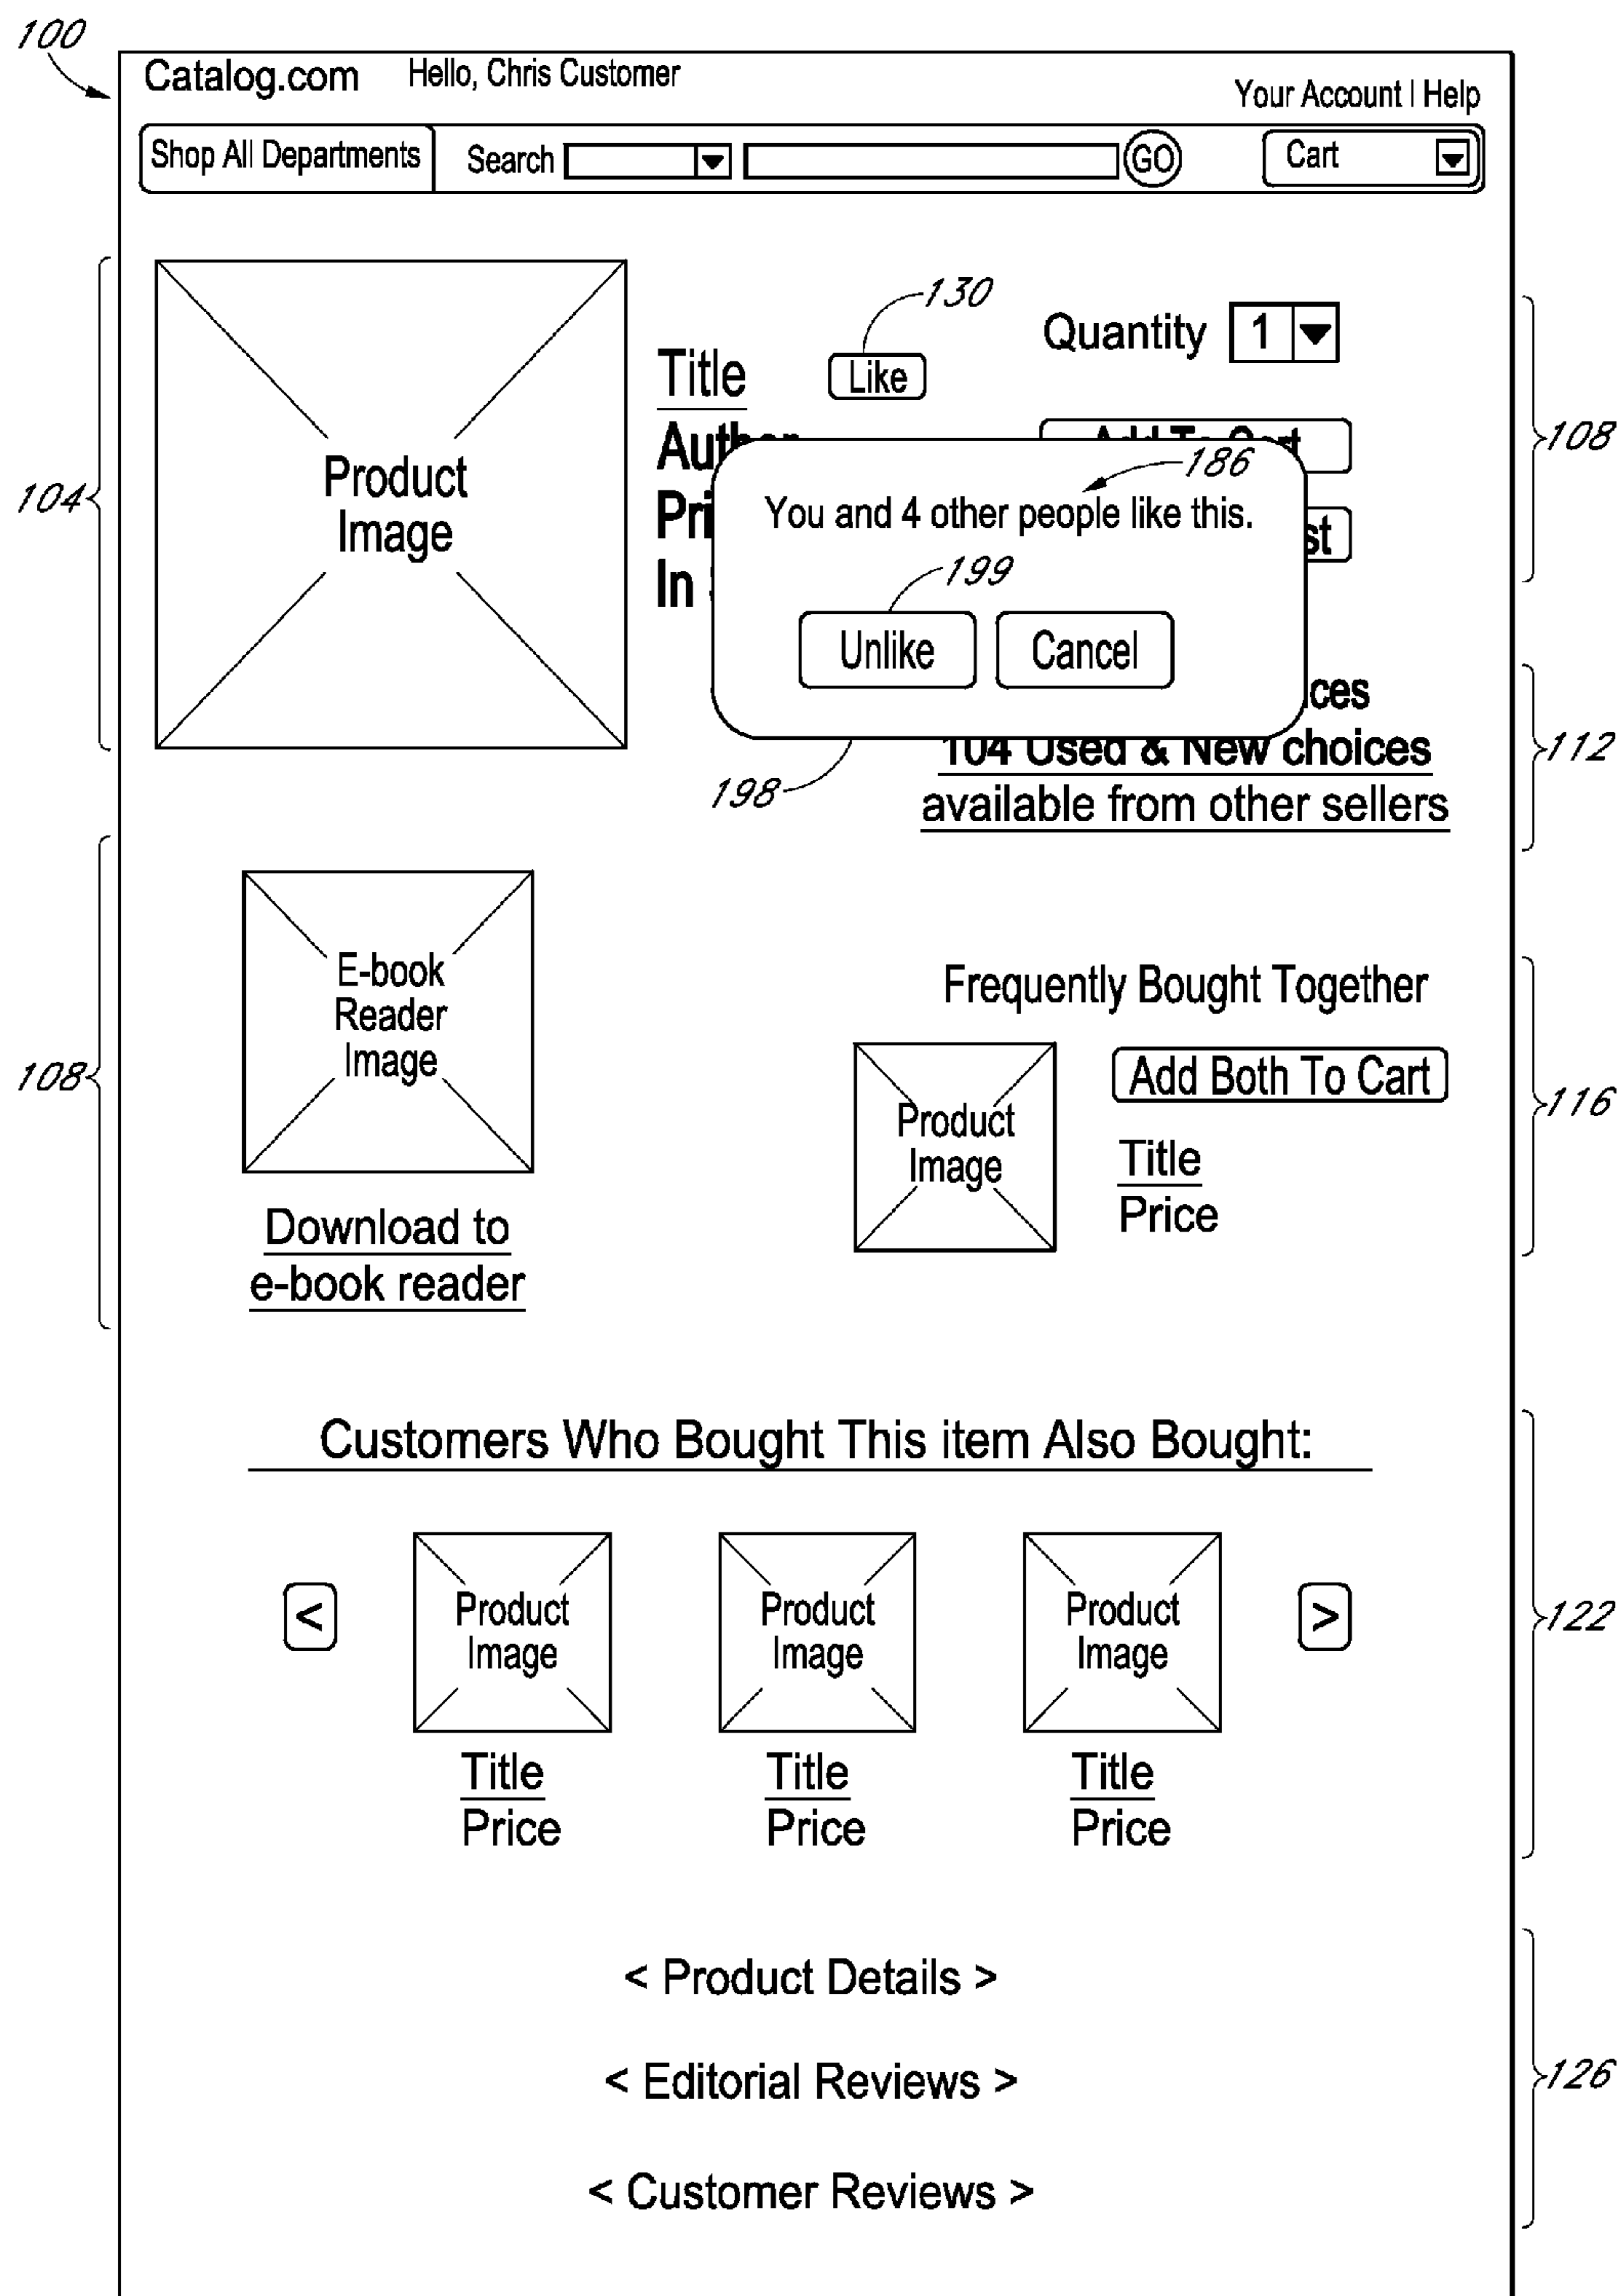 100
Catalog.com Hello, Chris Customer
Your Account | Help
Shop All Departments Search GO Cart
104
130
Title Like
Quantity 1
108
186
You and 4 other people like this.
199
Unlike Cancel
In
198
112
104 Used & New choices
available from other sellers
108
E-book
Reader
Image
Download to
e-book reader
Product
Image
Frequently Bought Together
Product
Image
Add Both To Cart
Title
Price
116
Customers Who Bought This item Also Bought:
< Product Product Product >
Image Image Image
Title Title Title
Price Price Price
122
< Product Details >
< Editorial Reviews >
< Customer Reviews >
126